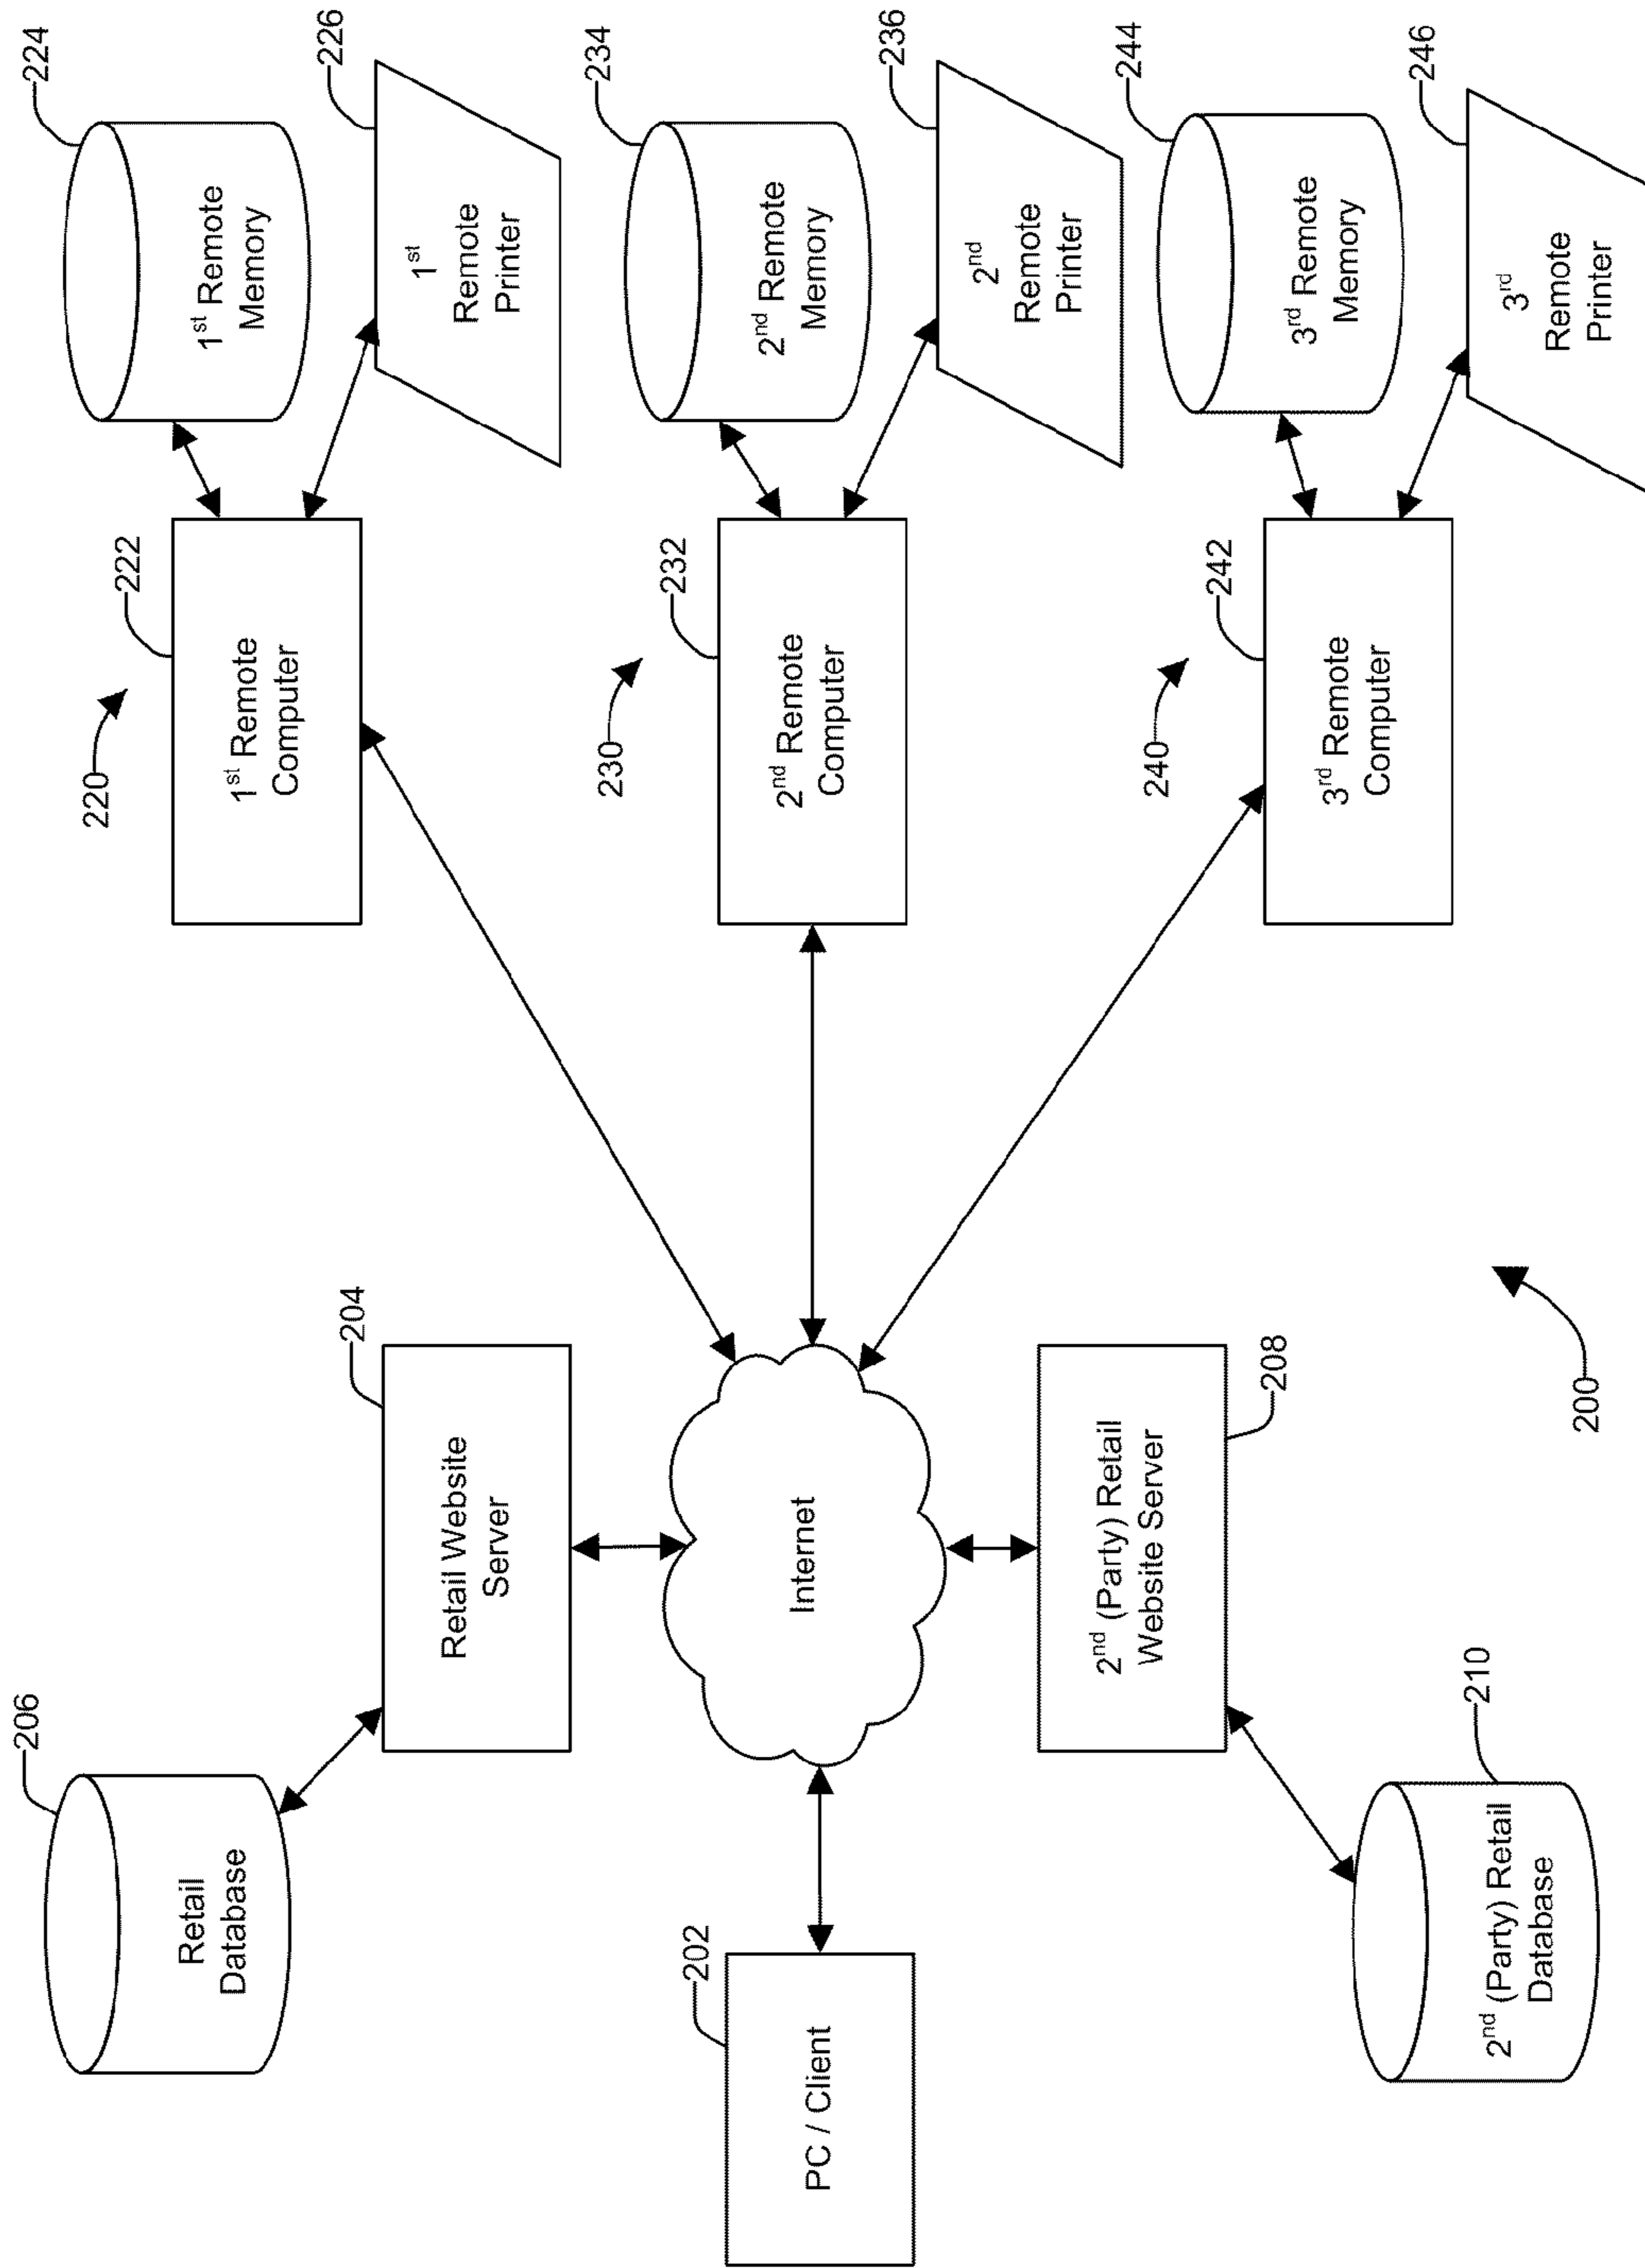 206
Retail
Database
204
Retail Website
Server
220
222
1st Remote
Computer
224
1st Remote
Memory
226
1st
Remote
Printer
202
PC / Client
Internet
230
232
2nd Remote
Computer
234
2nd Remote
Memory
236
2nd
Remote
Printer
208
2nd (Party) Retail
Website Server
210
2nd (Party) Retail
Database
240
242
3rd Remote
Computer
244
3rd Remote
Memory
246
3rd
Remote
Printer
200